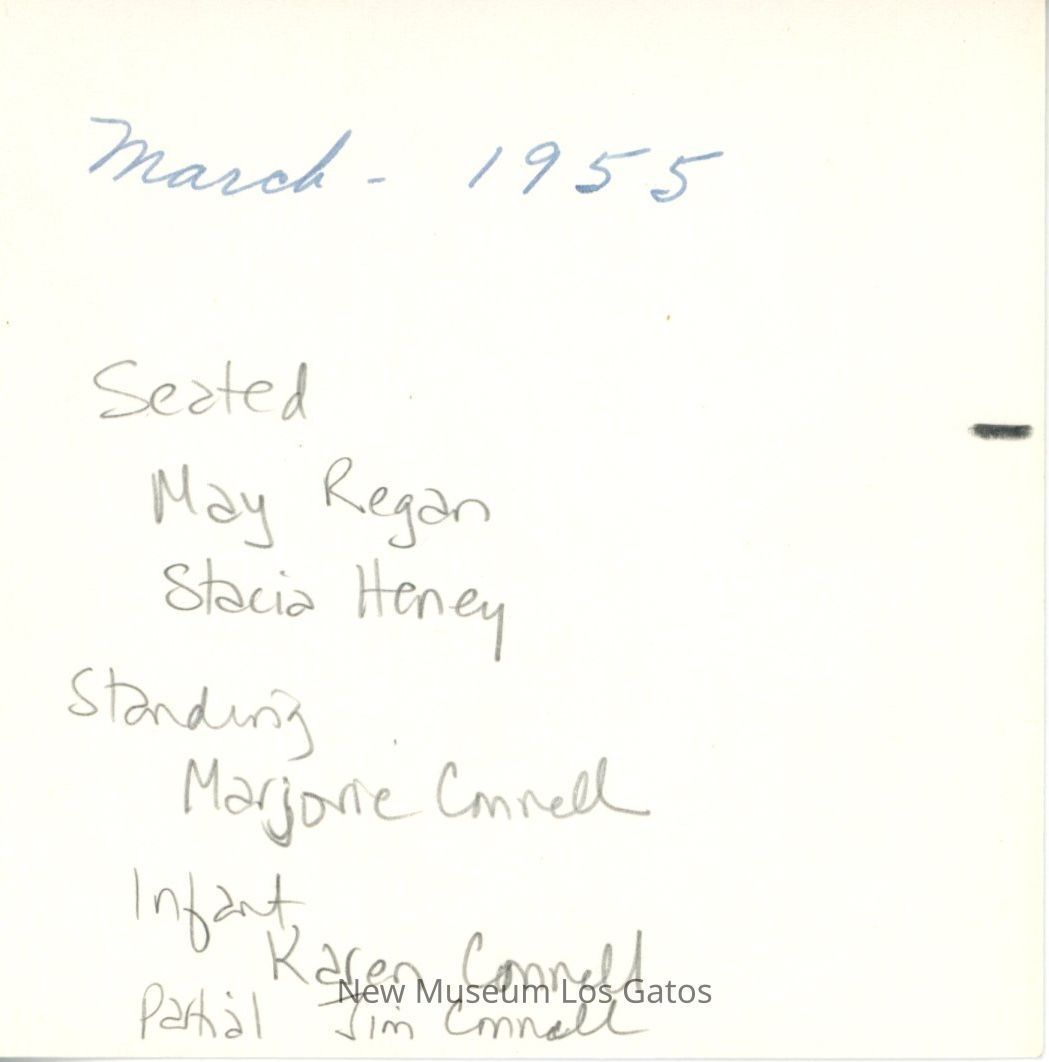 March - 1955
Seated
May Regan
Stacia Heney
Standing
Marjorie Connell
Infant
Karen Connell
New Museum Los Gatos
Partial Jim Connell